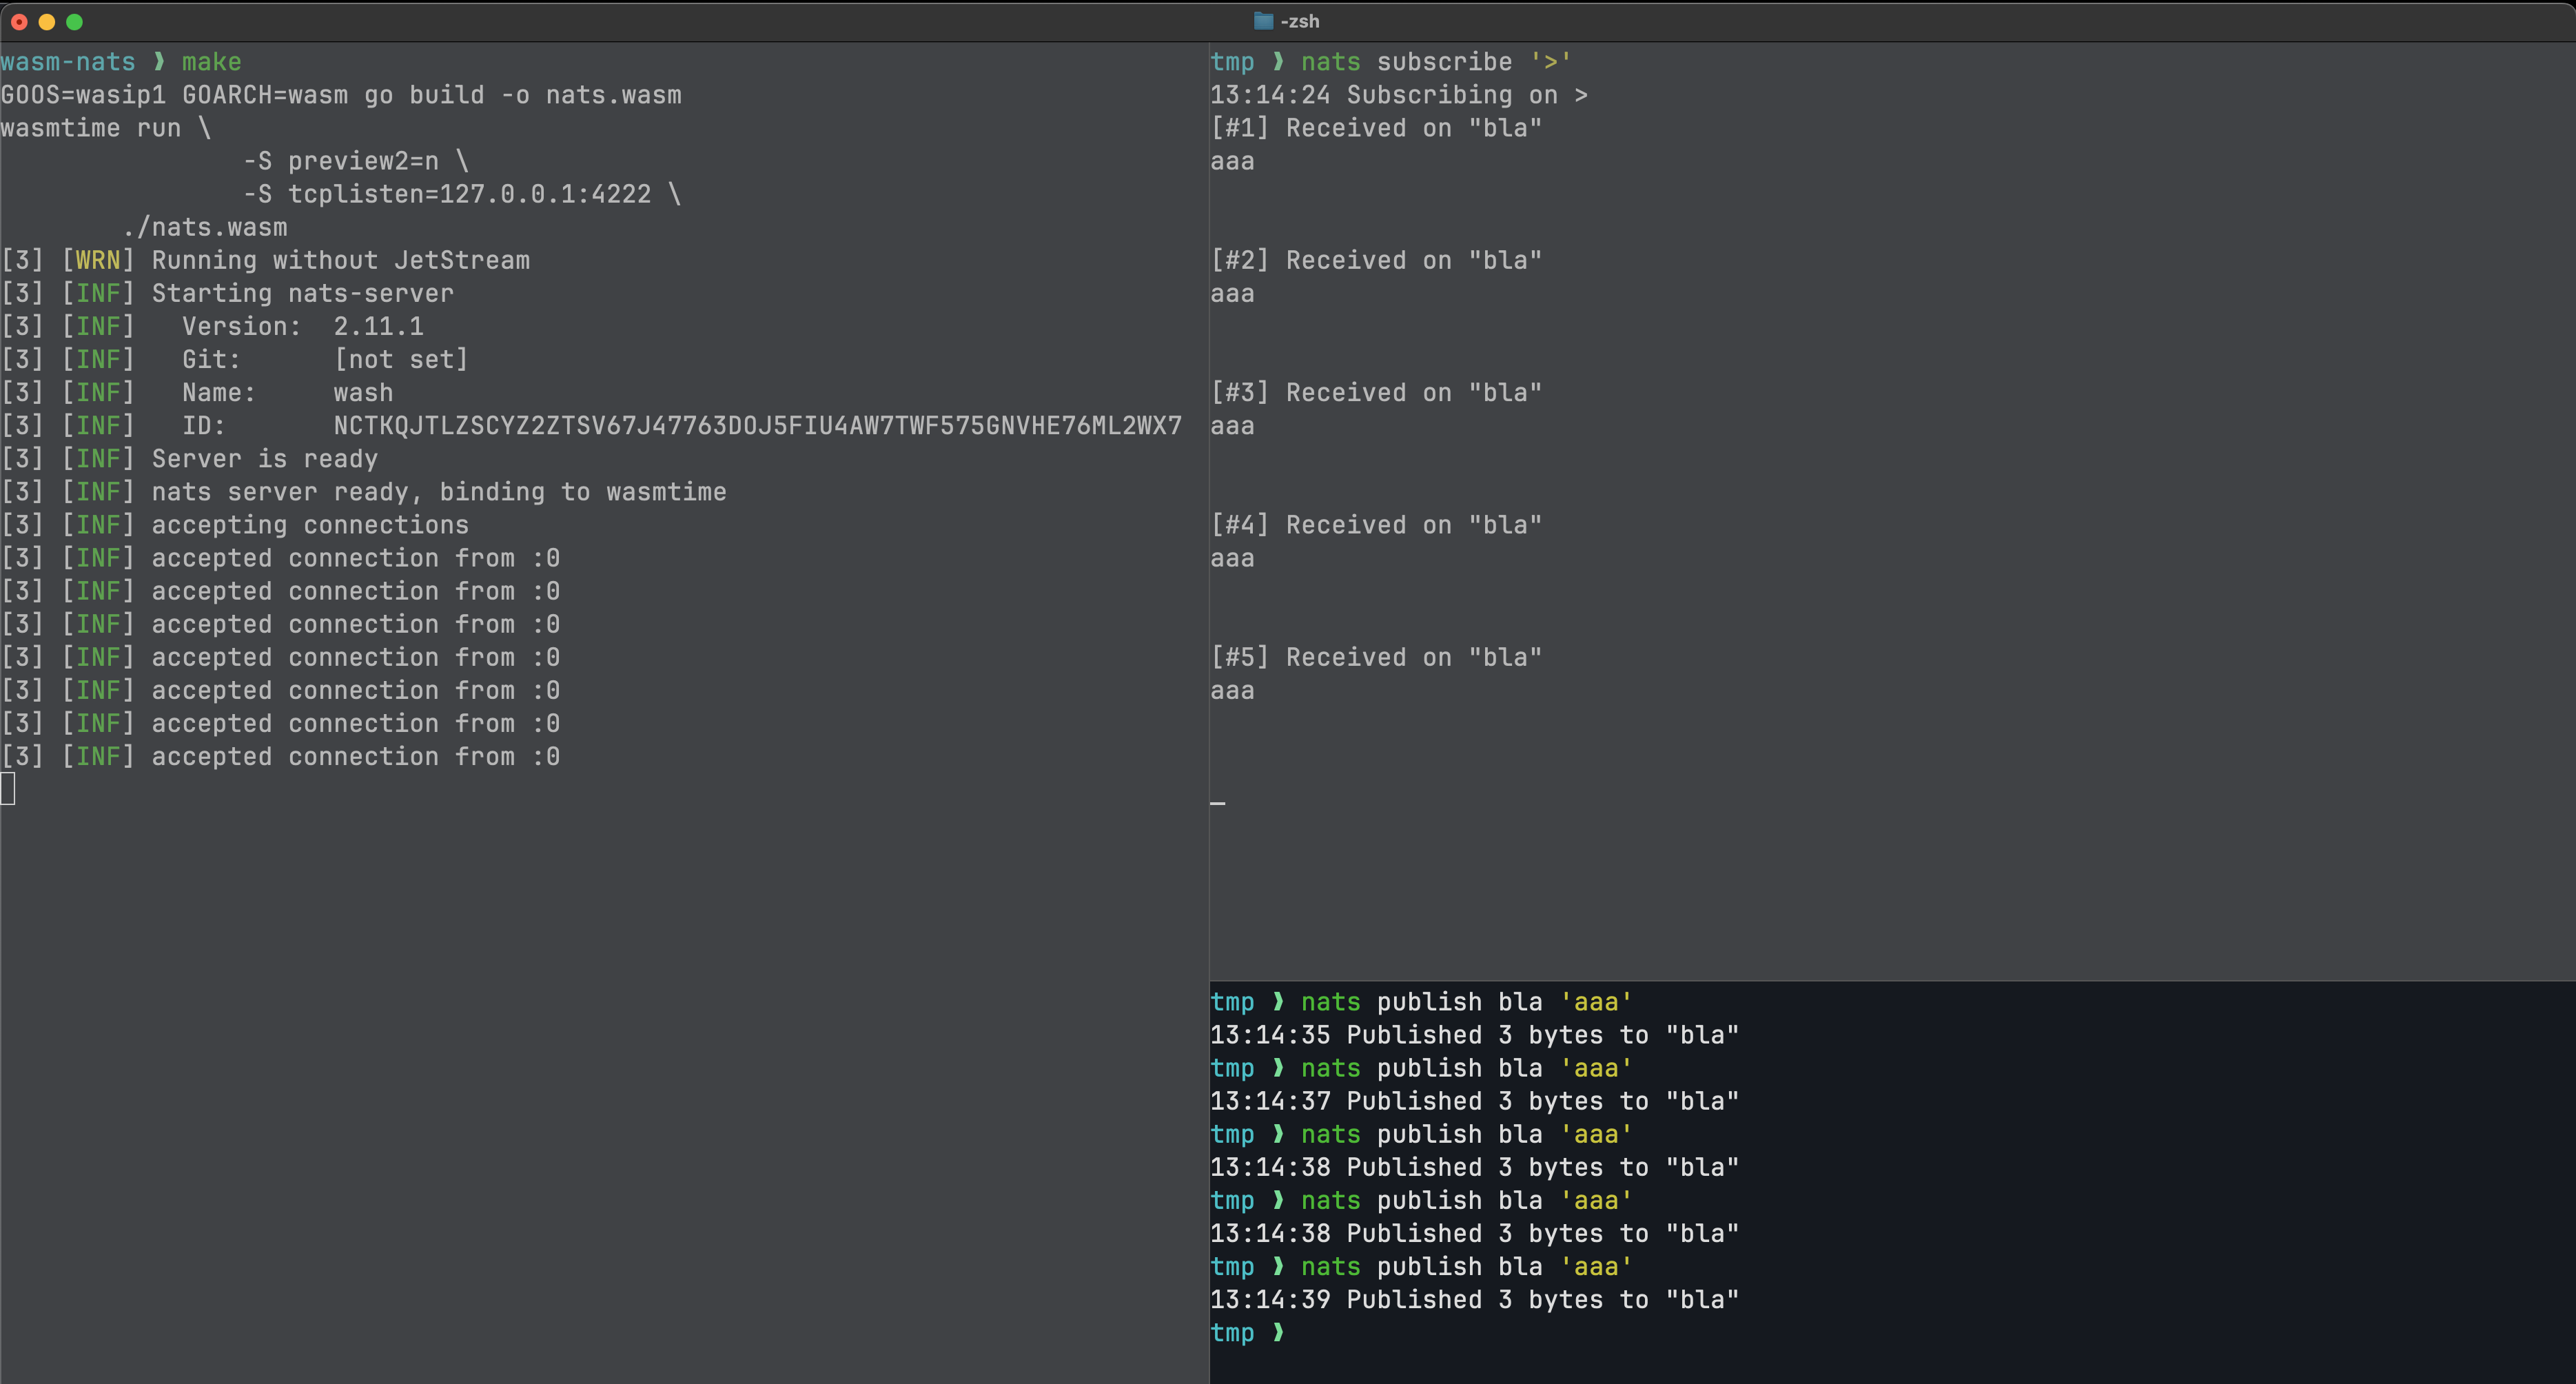 -zsh
wasm-nats ❫ make
GOOS=wasip1 GOARCH=wasm go build -o nats.wasm
wasmtime run \
                -S preview2=n \
                -S tcplisten=127.0.0.1:4222 \
        ./nats.wasm
[3] [WRN] Running without JetStream
[3] [INF] Starting nats-server
[3] [INF]   Version:  2.11.1
[3] [INF]   Git:      [not set]
[3] [INF]   Name:     wash
[3] [INF]   ID:       NCTKQJTLZSCYZ2ZTSV67J47763DOJ5FIU4AW7TWF575GNVHE76ML2WX7
[3] [INF] Server is ready
[3] [INF] nats server ready, binding to wasmtime
[3] [INF] accepting connections
[3] [INF] accepted connection from :0
[3] [INF] accepted connection from :0
[3] [INF] accepted connection from :0
[3] [INF] accepted connection from :0
[3] [INF] accepted connection from :0
[3] [INF] accepted connection from :0
[3] [INF] accepted connection from :0
tmp ❫ nats subscribe '>'
13:14:24 Subscribing on >
[#1] Received on "bla"
aaa
[#2] Received on "bla"
aaa
[#3] Received on "bla"
aaa
[#4] Received on "bla"
aaa
[#5] Received on "bla"
aaa
tmp ❫ nats publish bla 'aaa'
13:14:35 Published 3 bytes to "bla"
tmp ❫ nats publish bla 'aaa'
13:14:37 Published 3 bytes to "bla"
tmp ❫ nats publish bla 'aaa'
13:14:38 Published 3 bytes to "bla"
tmp ❫ nats publish bla 'aaa'
13:14:38 Published 3 bytes to "bla"
tmp ❫ nats publish bla 'aaa'
13:14:39 Published 3 bytes to "bla"
tmp ❫